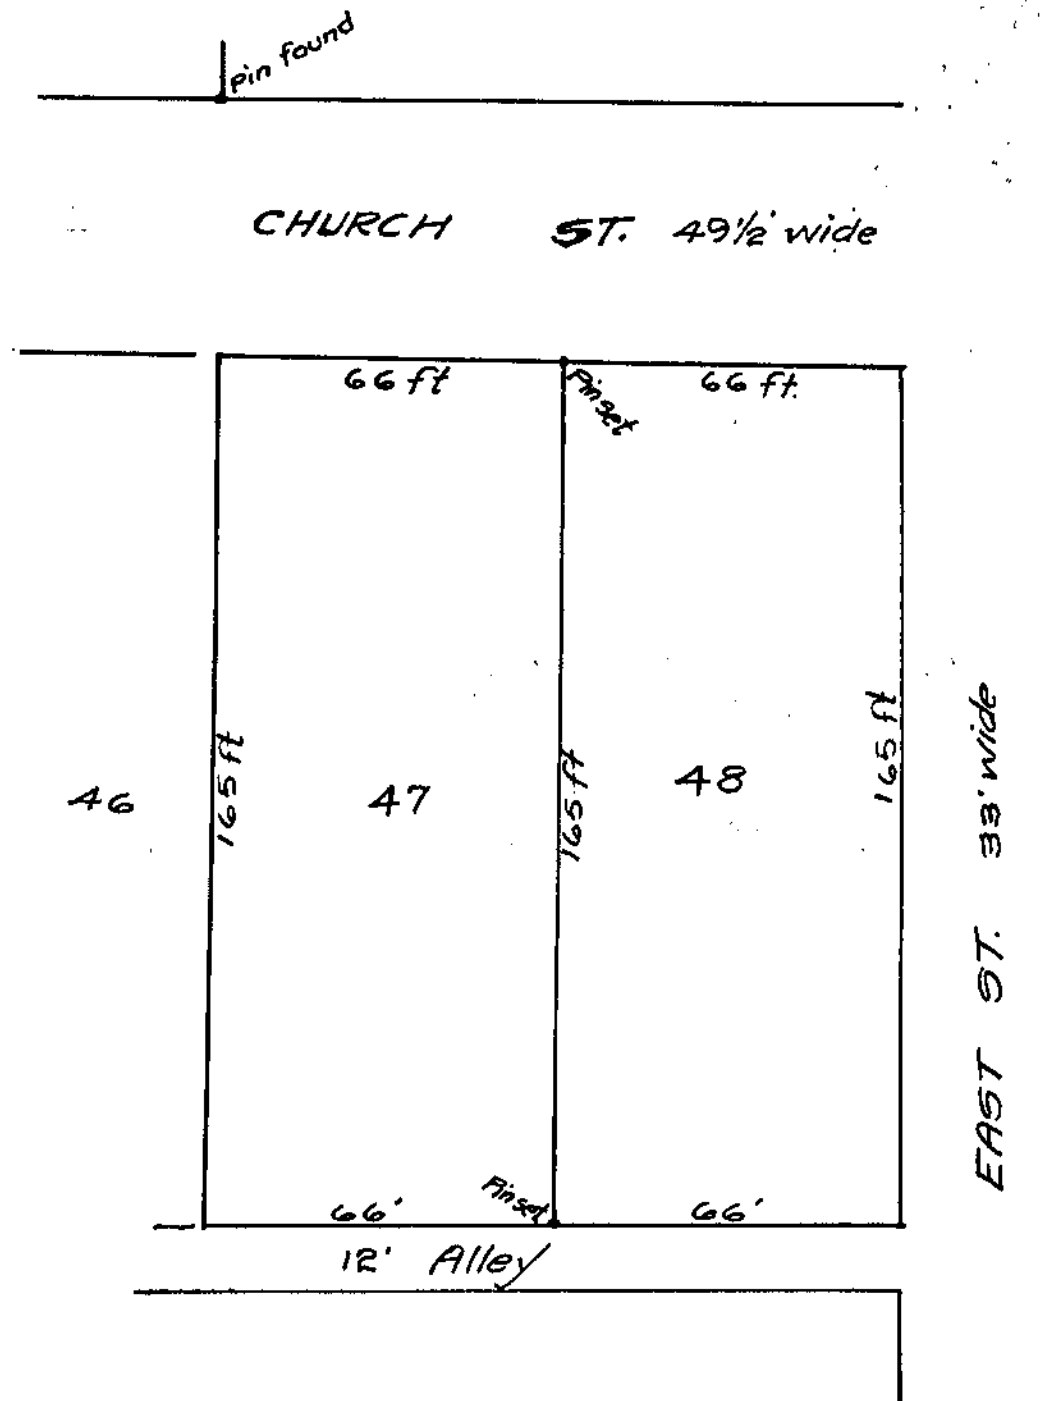 pin found
CHURCH ST. 49½' wide
66 ft
66 ft.
Pin set
165 ft
165 ft
165 ft
46
47
48
EAST ST. 33' wide
66'
Pin set
66'
12' Alley